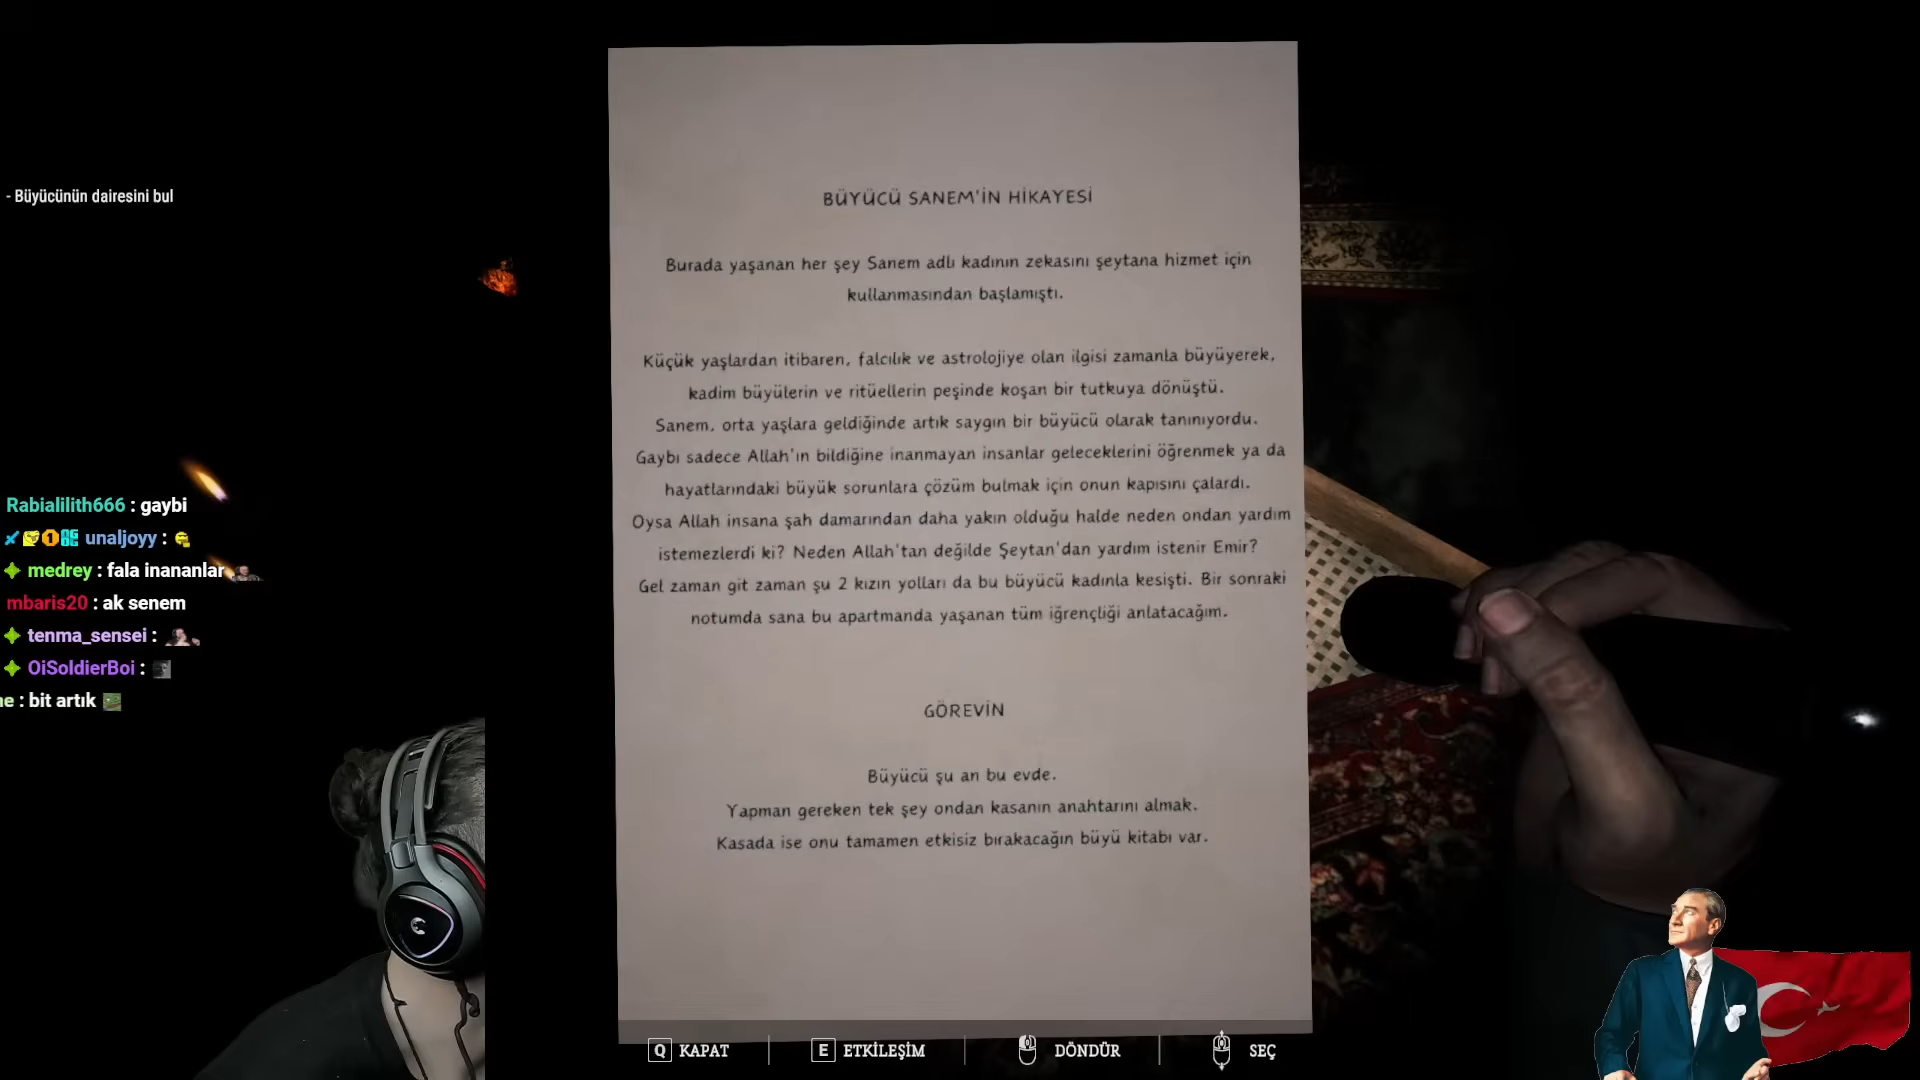 - Büyücünün dairesini bul
BÜYÜCÜ SANEM'İN HİKAYESİ
Burada yaşanan her şey Sanem adlı kadının zekasını şeytana hizmet için
kullanmasından başlamıştı.
Küçük yaşlardan itibaren, falcılık ve astrolojiye olan ilgisi zamanla büyüyerek,
kadim büyülerin ve ritüellerin peşinde koşan bir tutkuya dönüştü.
Sanem, orta yaşlara geldiğinde artık saygın bir büyücü olarak tanınıyordu.
Gaybı sadece Allah'ın bildiğine inanmayan insanlar geleceklerini öğrenmek ya da
hayatlarındaki büyük sorunlara çözüm bulmak için onun kapısını çalardı.
Oysa Allah insana şah damarından daha yakın olduğu halde neden ondan yardım
istemezlerdi ki? Neden Allah'tan değilde Şeytan'dan yardım istenir Emir?
Gel zaman git zaman şu 2 kızın yolları da bu büyücü kadınla kesişti. Bir sonraki
notumda sana bu apartmanda yaşanan tüm iğrençliği anlatacağım.
GÖREVİN
Büyücü şu an bu evde.
Yapman gereken tek şey ondan kasanın anahtarını almak.
Kasada ise onu tamamen etkisiz bırakacağın büyü kitabı var.
Rabialilith666 : gaybi
unaljoyy :
medrey : fala inananlar
mbaris20 : ak senem
tenma_sensei :
OiSoldierBoi :
ne : bit artık
Q KAPAT
E ETKİLEŞİM
DÖNDÜR
SEÇ